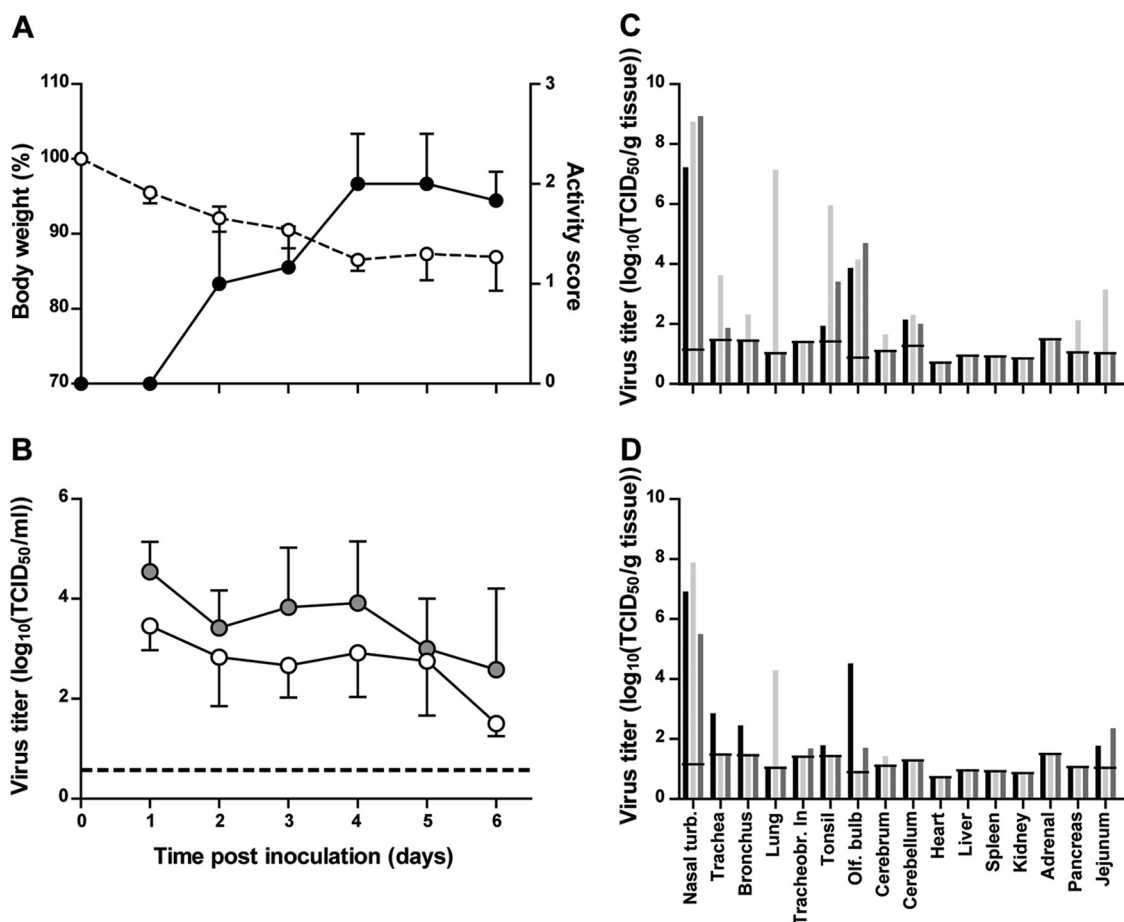 A
110
100
90
80
70
Body weight (%)
3
2
1
0
Activity score
B
6
4
2
0
Virus titer (log10(TCID50/ml))
0 1 2 3 4 5 6
Time post inoculation (days)
C
10
8
6
4
2
0
Virus titer (log10(TCID50/g tissue))
D
10
8
6
4
2
0
Virus titer (log10(TCID50/g tissue))
Nasal turb.
Trachea
Bronchus
Lung
Tracheobr. ln
Tonsil
Olf. bulb
Cerebrum
Cerebellum
Heart
Liver
Spleen
Kidney
Adrenal
Pancreas
Jejunum